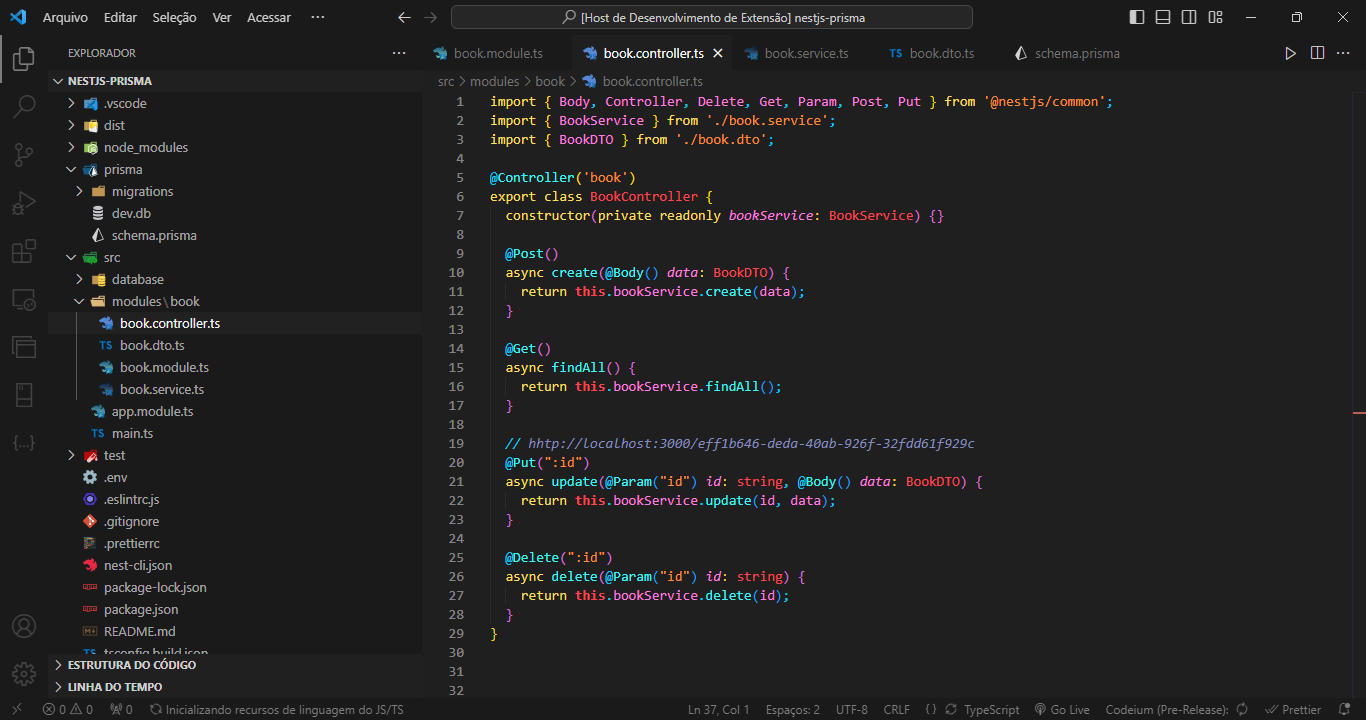 Arquivo Editar Seleção Ver Acessar ··· [Host de Desenvolvimento de Extensão] nestjs-prisma
EXPLORADOR ···
NESTJS-PRISMA
.vscode
dist
node_modules
prisma
migrations
dev.db
schema.prisma
src
database
modules\book
book.controller.ts
TS book.dto.ts
book.module.ts
book.service.ts
app.module.ts
TS main.ts
test
.env
.eslintrc.js
.gitignore
.prettierrc
nest-cli.json
package-lock.json
package.json
README.md
TS tsconfig.build.json
ESTRUTURA DO CÓDIGO
LINHA DO TEMPO
book.module.ts book.controller.ts book.service.ts TS book.dto.ts schema.prisma
src > modules > book > book.controller.ts
1 import { Body, Controller, Delete, Get, Param, Post, Put } from '@nestjs/common';
2 import { BookService } from './book.service';
3 import { BookDTO } from './book.dto';
4
5 @Controller('book')
6 export class BookController {
7 constructor(private readonly bookService: BookService) {}
8
9 @Post()
10 async create(@Body() data: BookDTO) {
11 return this.bookService.create(data);
12 }
13
14 @Get()
15 async findAll() {
16 return this.bookService.findAll();
17 }
18
19 // hhtp://localhost:3000/eff1b646-deda-40ab-926f-32fdd61f929c
20 @Put(":id")
21 async update(@Param("id") id: string, @Body() data: BookDTO) {
22 return this.bookService.update(id, data);
23 }
24
25 @Delete(":id")
26 async delete(@Param("id") id: string) {
27 return this.bookService.delete(id);
28 }
29 }
30
31
32
0 0 0 Inicializando recursos de linguagem do JS/TS Ln 37, Col 1 Espaços: 2 UTF-8 CRLF {} TypeScript Go Live Codeium (Pre-Release): Prettier